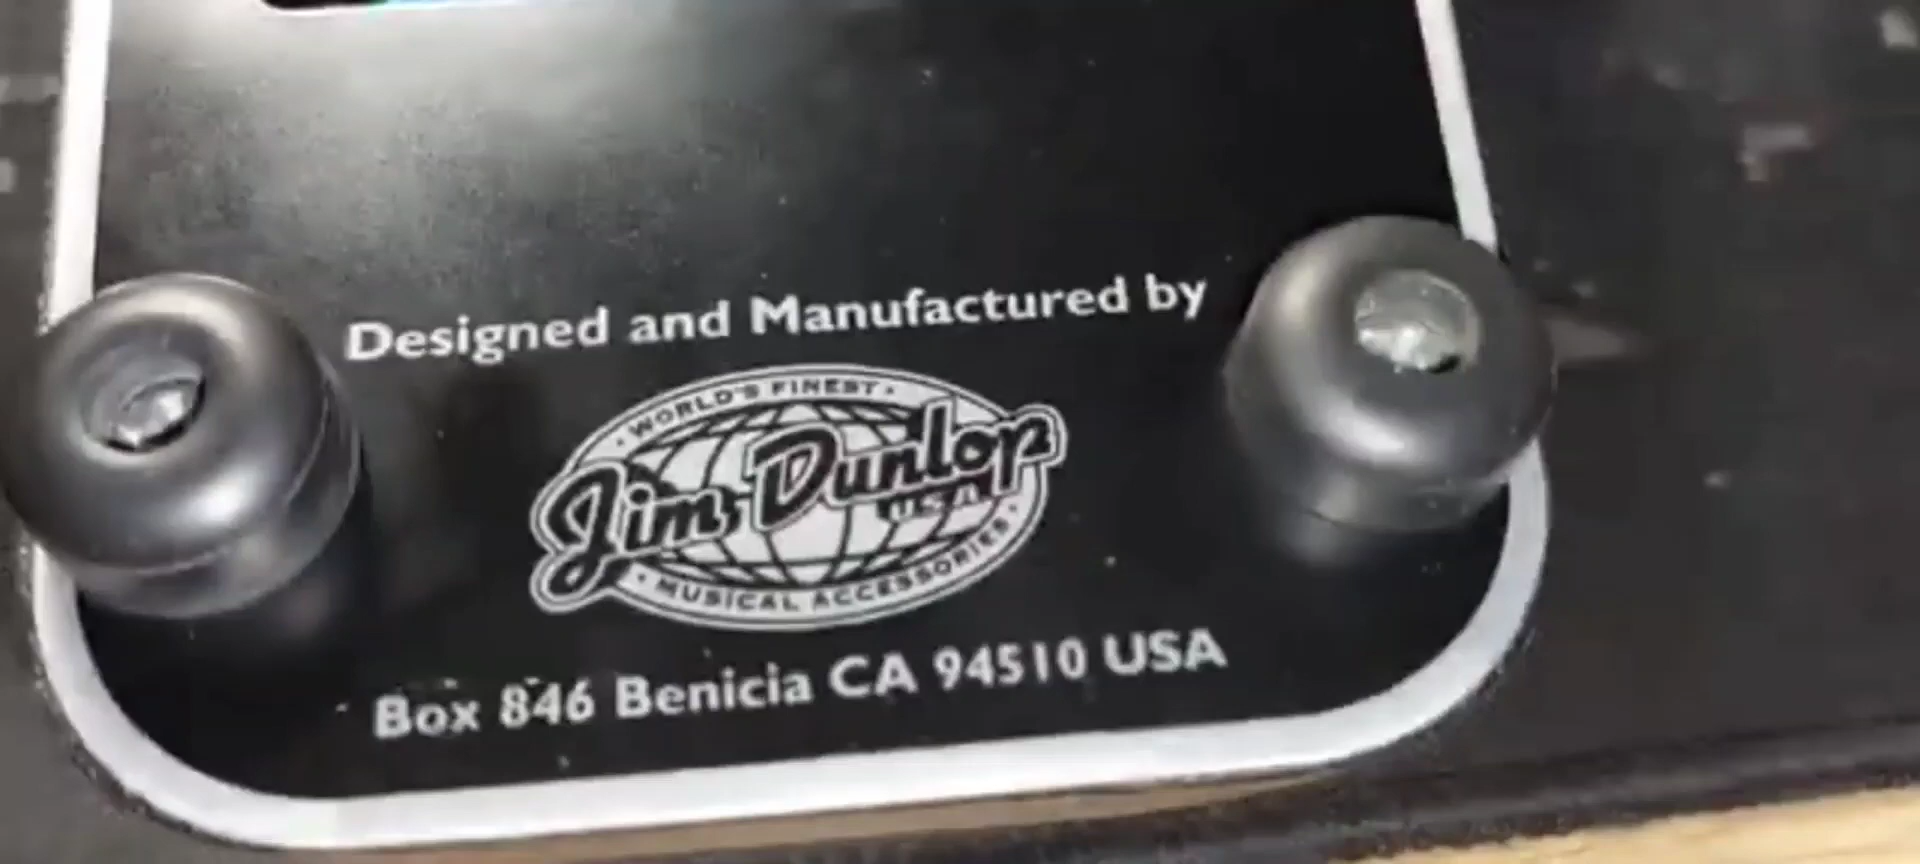 Designed and Manufactured by
· WORLD'S FINEST ·
Jim Dunlop
USA
· MUSICAL ACCESSORIES ·
Box 846 Benicia CA 94510 USA